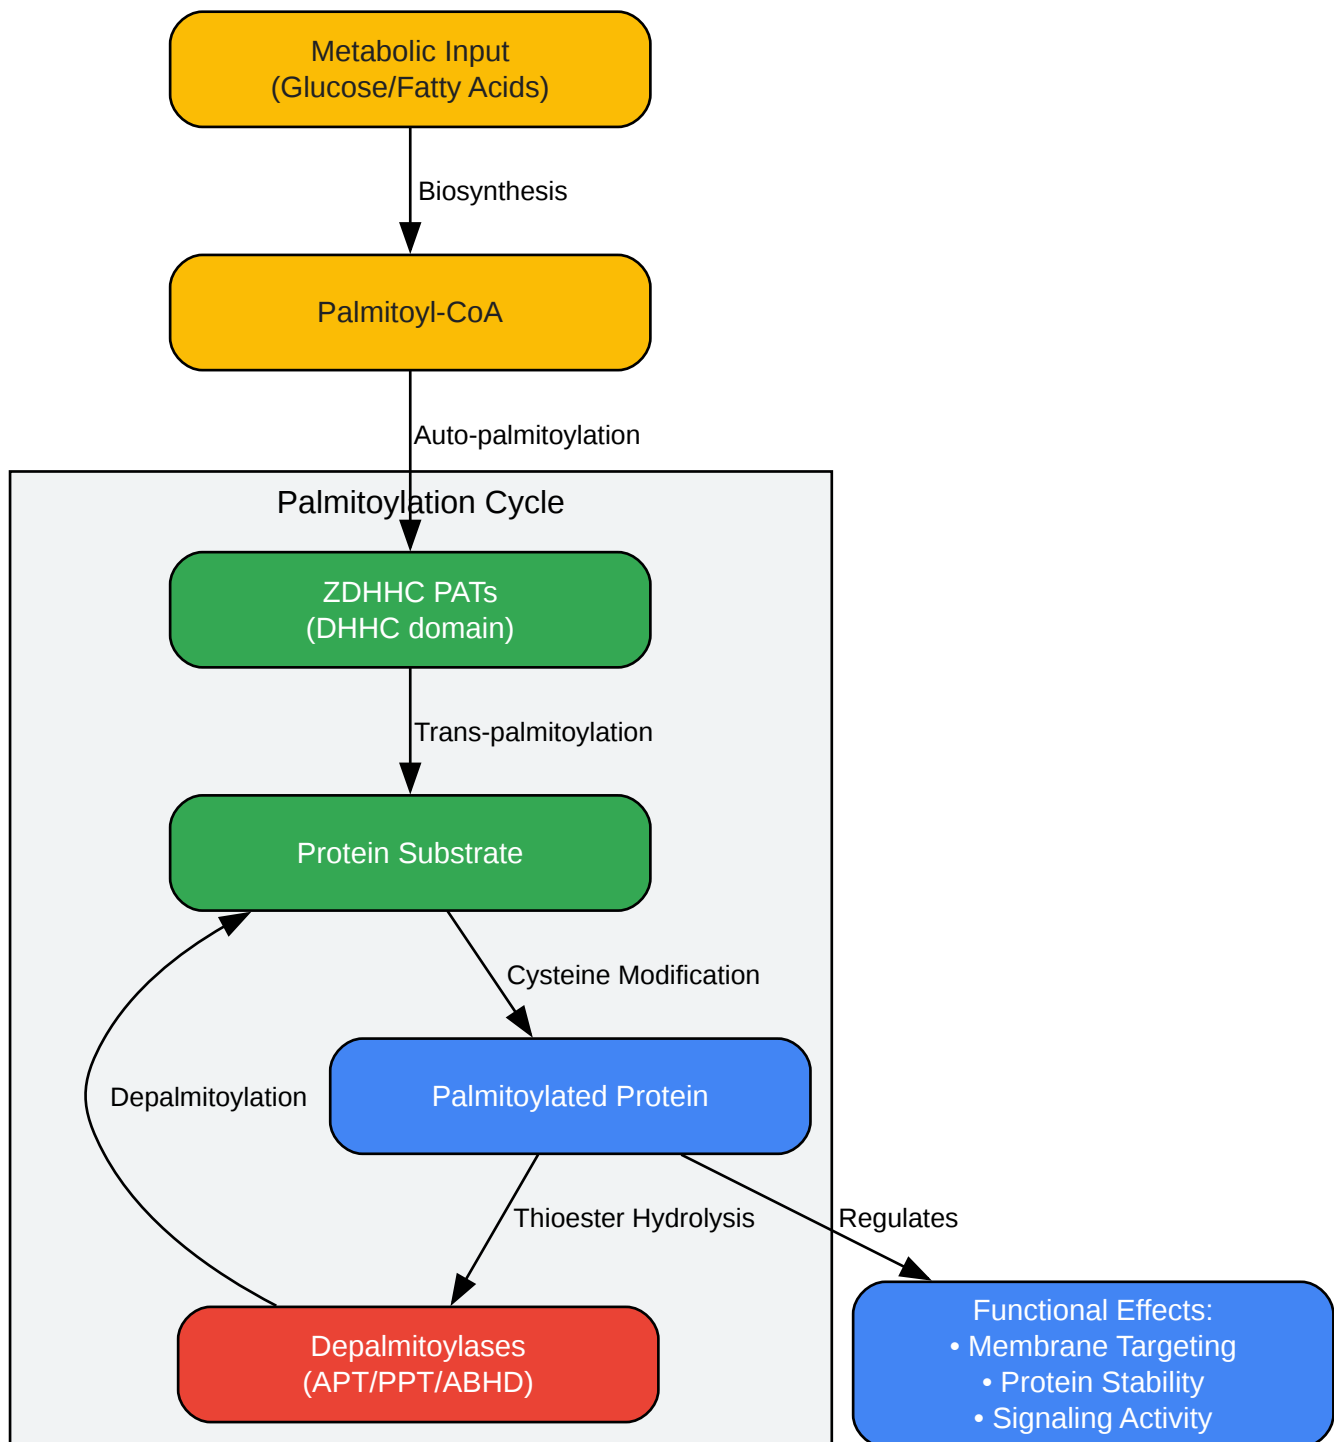 Metabolic Input
(Glucose/Fatty Acids)
Biosynthesis
Palmitoyl-CoA
Auto-palmitoylation
Palmitoylation Cycle
ZDHHC PATs
(DHHC domain)
Trans-palmitoylation
Protein Substrate
Cysteine Modification
Depalmitoylation
Palmitoylated Protein
Thioester Hydrolysis
Regulates
Depalmitoylases
(APT/PPT/ABHD)
Functional Effects:
• Membrane Targeting
• Protein Stability
• Signaling Activity